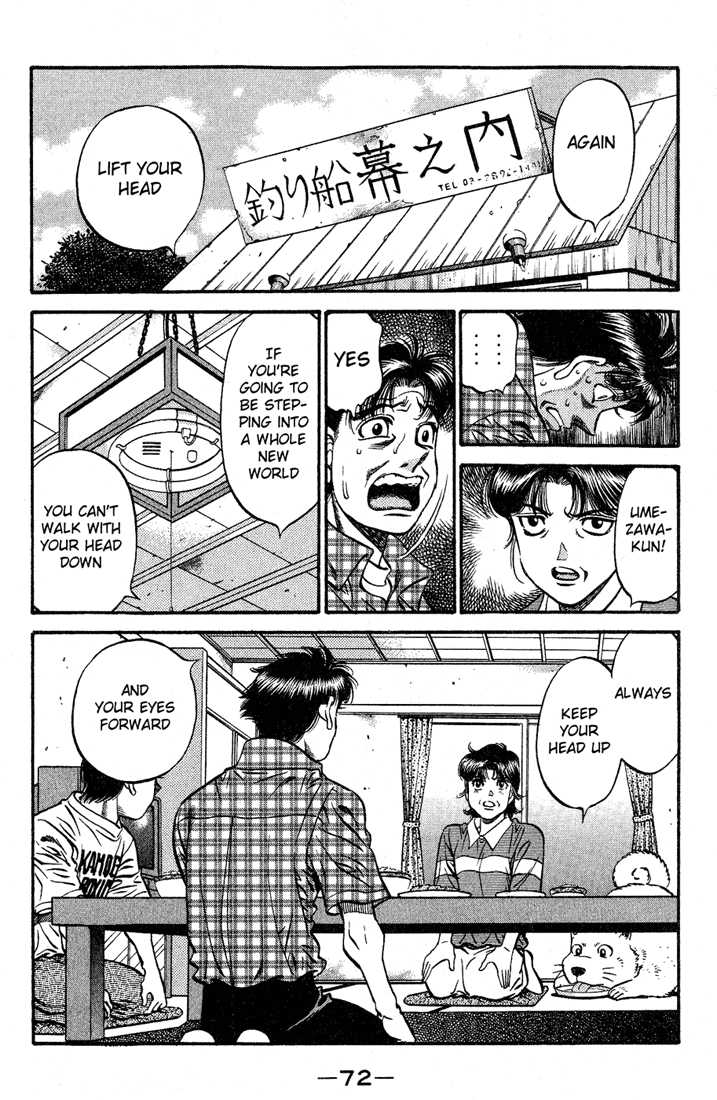 AGAIN
釣り船 幕之内
TEL
LIFT YOUR
HEAD
......
UME-
ZAWA-
KUN!
YES
IF
YOU'RE
GOING TO
BE STEP-
PING INTO
A WHOLE
NEW
WORLD
YOU CAN'T
WALK WITH
YOUR HEAD
DOWN
ALWAYS
KEEP
YOUR
HEAD UP
AND
YOUR EYES
FORWARD
—72—